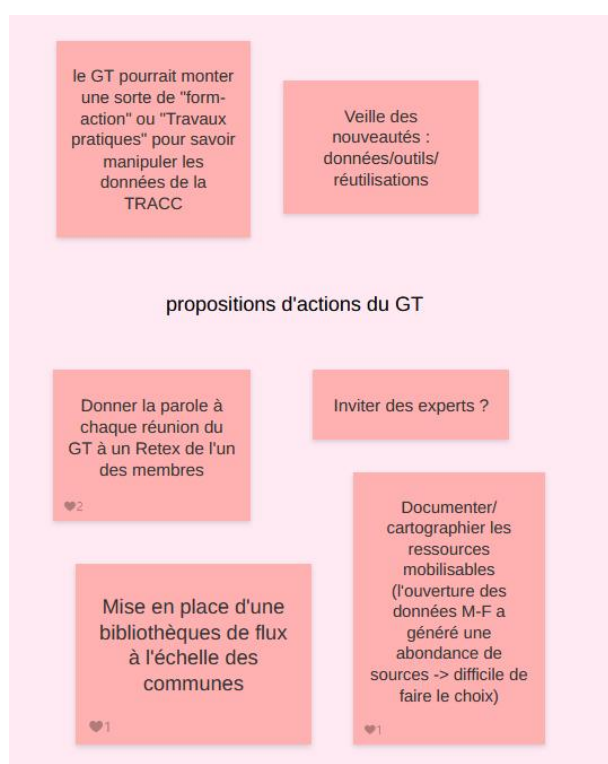 le GT pourrait monter
une sorte de "form-
action" ou "Travaux
pratiques" pour savoir
manipuler les
données de la
TRACC
Veille des
nouveautés :
données/outils/
réutilisations
propositions d'actions du GT
Donner la parole à
chaque réunion du
GT à un Retex de l'un
des membres
2
Inviter des experts ?
Mise en place d'une
bibliothèques de flux
à l'échelle des
communes
1
Documenter/
cartographier les
ressources
mobilisables
(l'ouverture des
données M-F a
généré une
abondance de
sources -> difficile de
faire le choix)
1